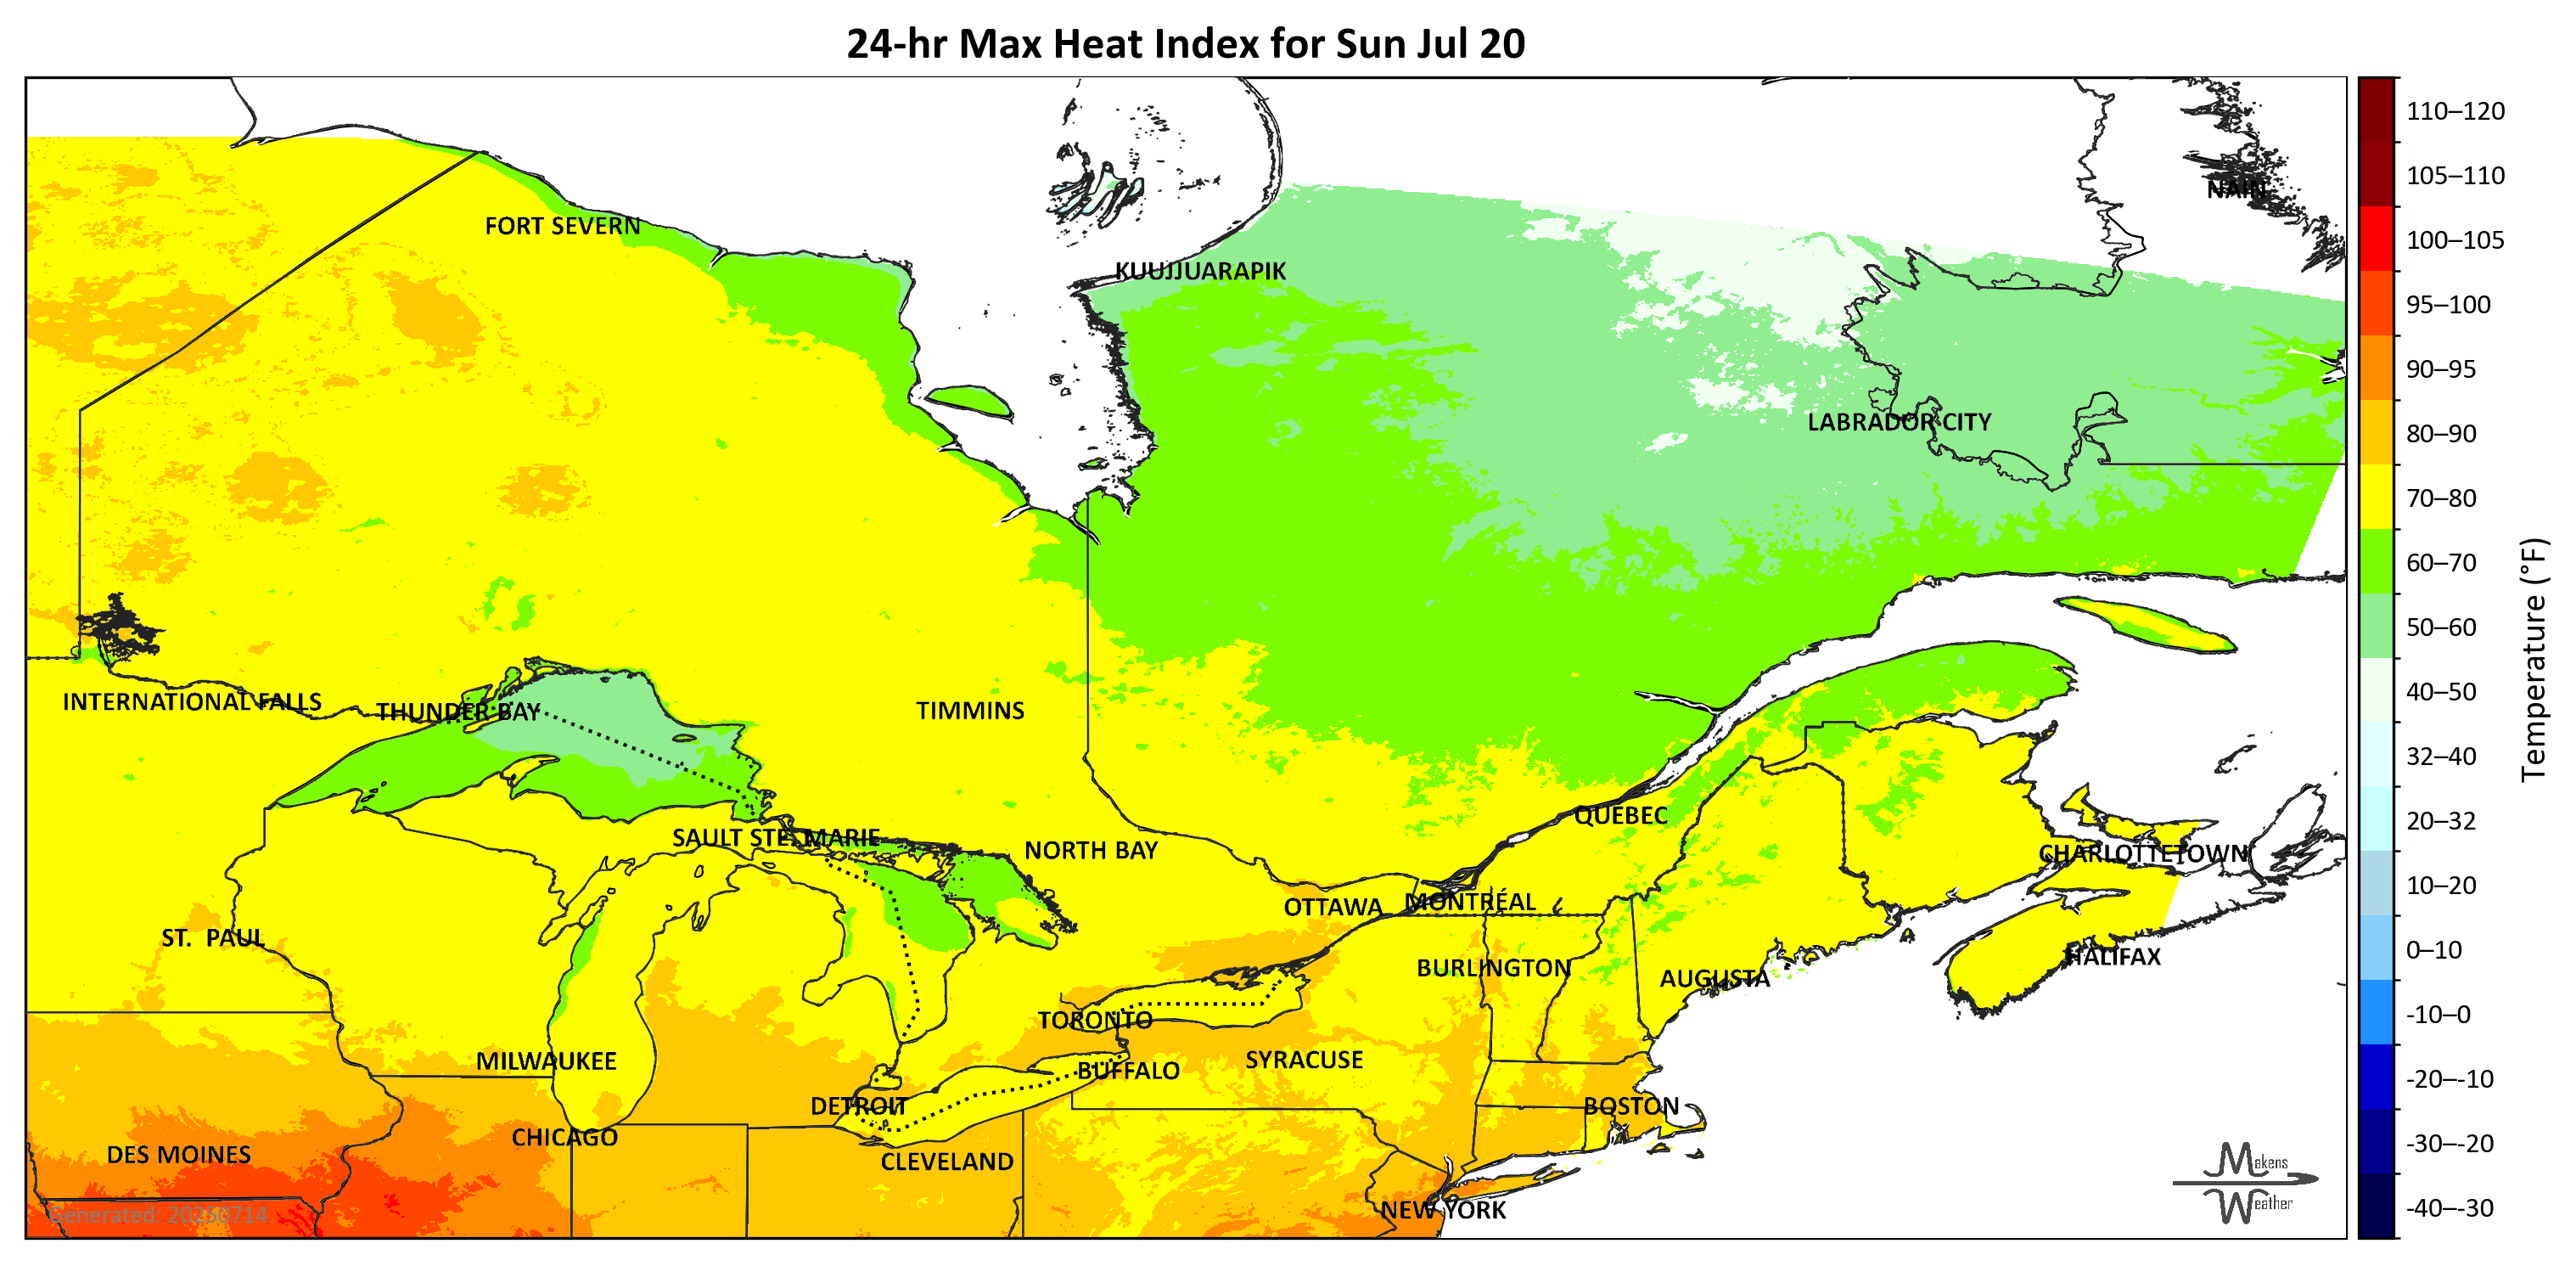 24-hr Max Heat Index for Sun Jul 20
NAIN
FORT SEVERN
KUUJJUARAPIK
LABRADOR CITY
INTERNATIONAL FALLS
THUNDER BAY
TIMMINS
QUÉBEC
SAULT STE. MARIE
NORTH BAY
CHARLOTTETOWN
OTTAWA
MONTRÉAL
ST. PAUL
HALIFAX
BURLINGTON
AUGUSTA
TORONTO
MILWAUKEE
SYRACUSE
BUFFALO
DETROIT
BOSTON
CHICAGO
DES MOINES
CLEVELAND
NEW YORK
Generated: 20250714
Makens
Weather
110–120
105–110
100–105
95–100
90–95
80–90
70–80
60–70
50–60
40–50
32–40
20–32
10–20
0–10
-10–0
-20–-10
-30–-20
-40–-30
Temperature (°F)